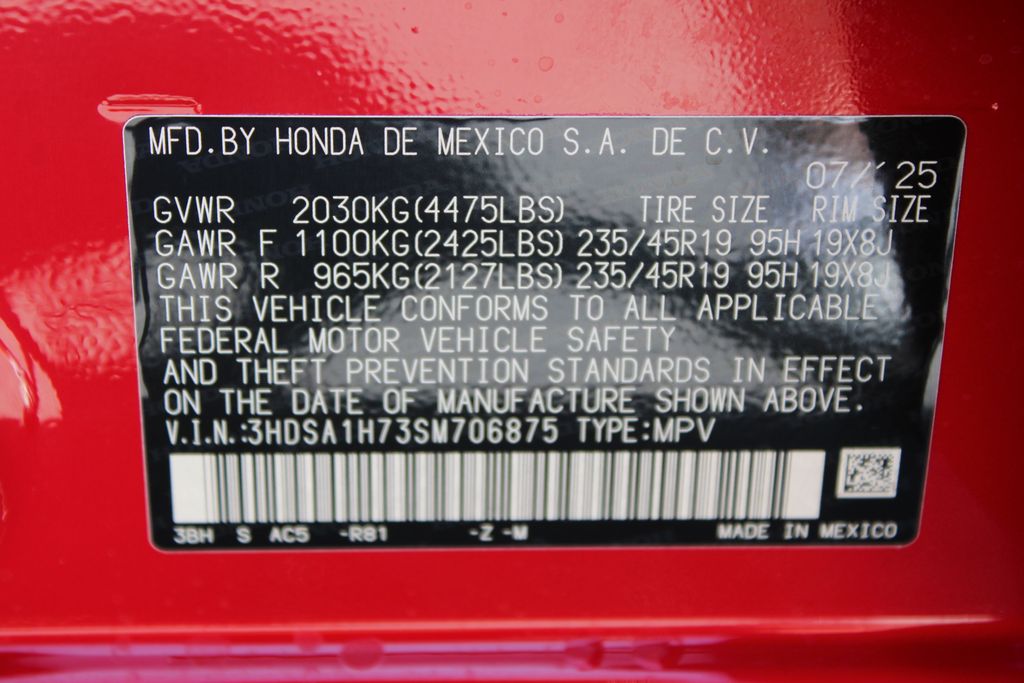 MFD.BY HONDA DE MEXICO S.A. DE C.V.
07/'25
GVWR 2030KG(4475LBS) TIRE SIZE RIM SIZE
GAWR F 1100KG(2425LBS) 235/45R19 95H 19X8J
GAWR R 965KG(2127LBS) 235/45R19 95H 19X8J
THIS VEHICLE CONFORMS TO ALL APPLICABLE
FEDERAL MOTOR VEHICLE SAFETY
AND THEFT PREVENTION STANDARDS IN EFFECT
ON THE DATE OF MANUFACTURE SHOWN ABOVE.
V.I.N.:3HDSA1H73SM706875 TYPE:MPV
3BH S AC5 -R81 -Z -M MADE IN MEXICO